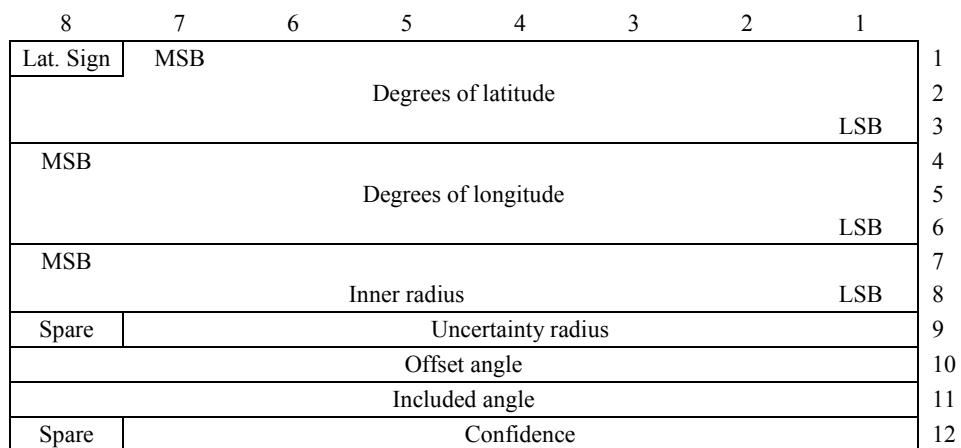 8 7 6 5 4 3 2 1
Lat. Sign MSB 1
Degrees of latitude 2
LSB 3
MSB 4
Degrees of longitude 5
LSB 6
MSB 7
Inner radius LSB 8
Spare Uncertainty radius 9
Offset angle 10
Included angle 11
Spare Confidence 12